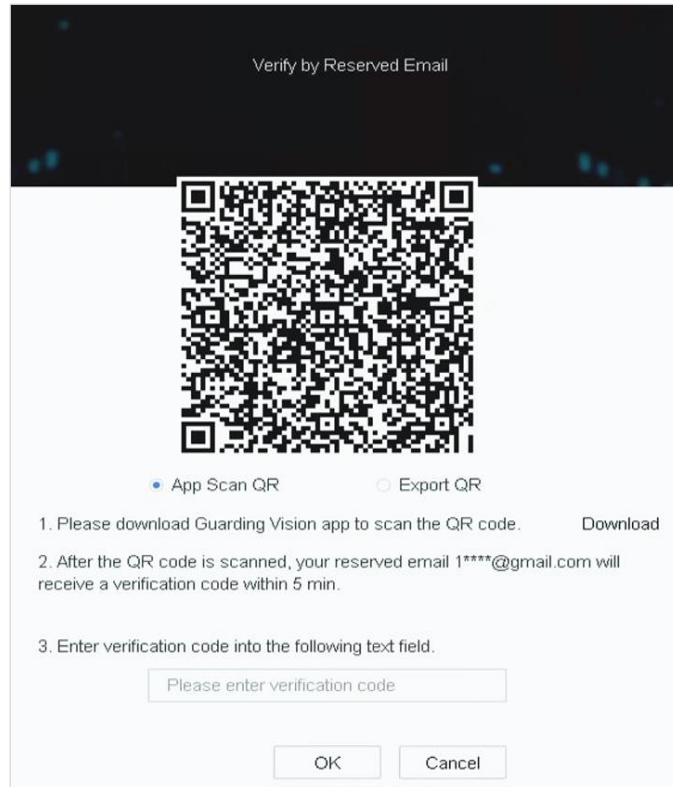 Verify by Reserved Email
App Scan QR
Export QR
1. Please download Guarding Vision app to scan the QR code.
Download
2. After the QR code is scanned, your reserved email 1****@gmail.com will
receive a verification code within 5 min.
3. Enter verification code into the following text field.
Please enter verification code
OK
Cancel